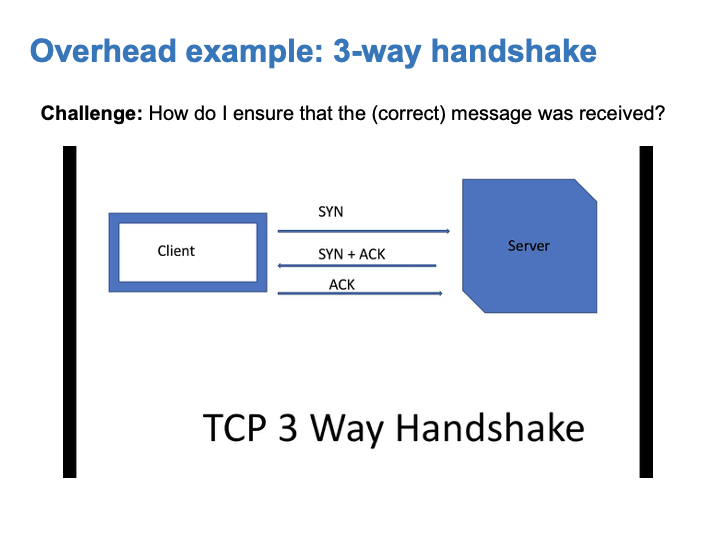 Overhead example: 3-way handshake
Challenge: How do I ensure that the (correct) message was received?
SYN
Client
SYN + ACK
Server
ACK
TCP 3 Way Handshake